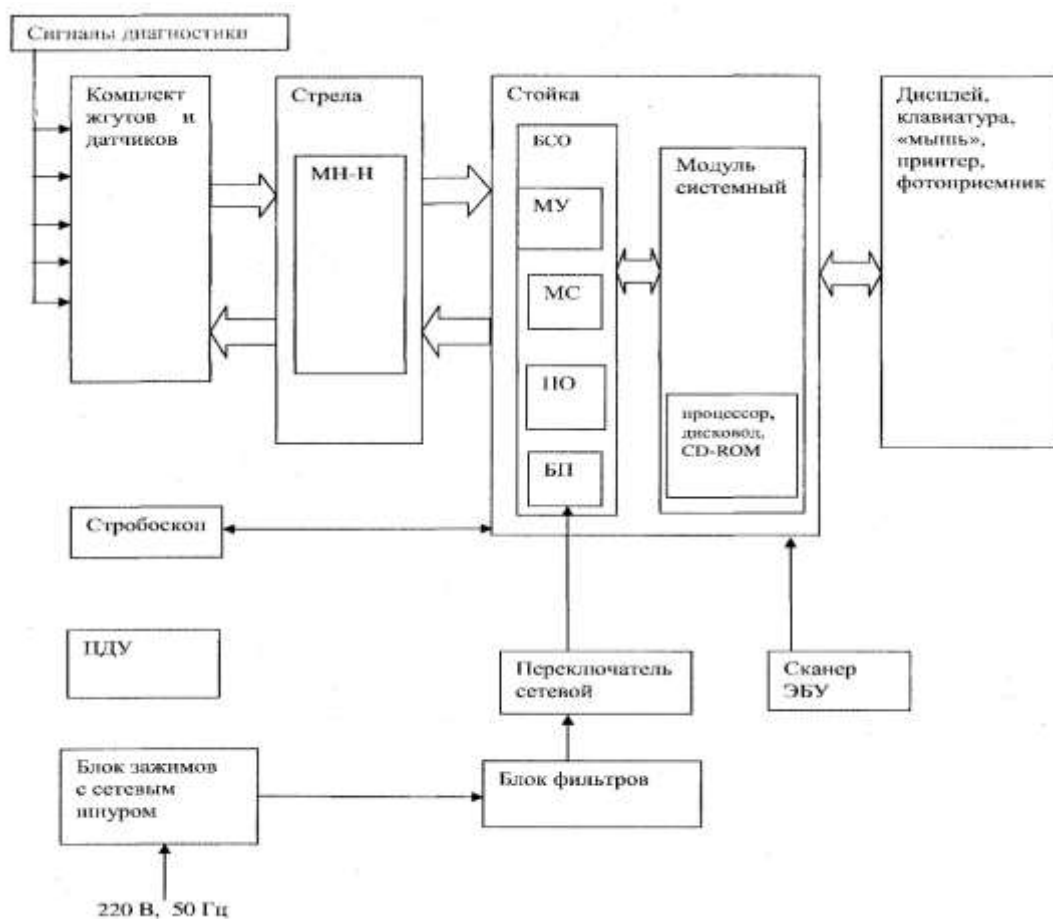 Сигналы диагностики
Комплект
жгутов и
датчиков
Стрела
МН-Н
Стойка
БСО
МУ
МС
ПО
БП
Модуль
системный
процессор,
дисковод,
CD-ROM
Дисплей,
клавиатура,
«мышь»,
принтер,
фотоприемник
Стробоскоп
ПДУ
Переключатель
сетевой
Сканер
ЭБУ
Блок зажимов
с сетевым
шнуром
Блок фильтров
220 В, 50 Гц